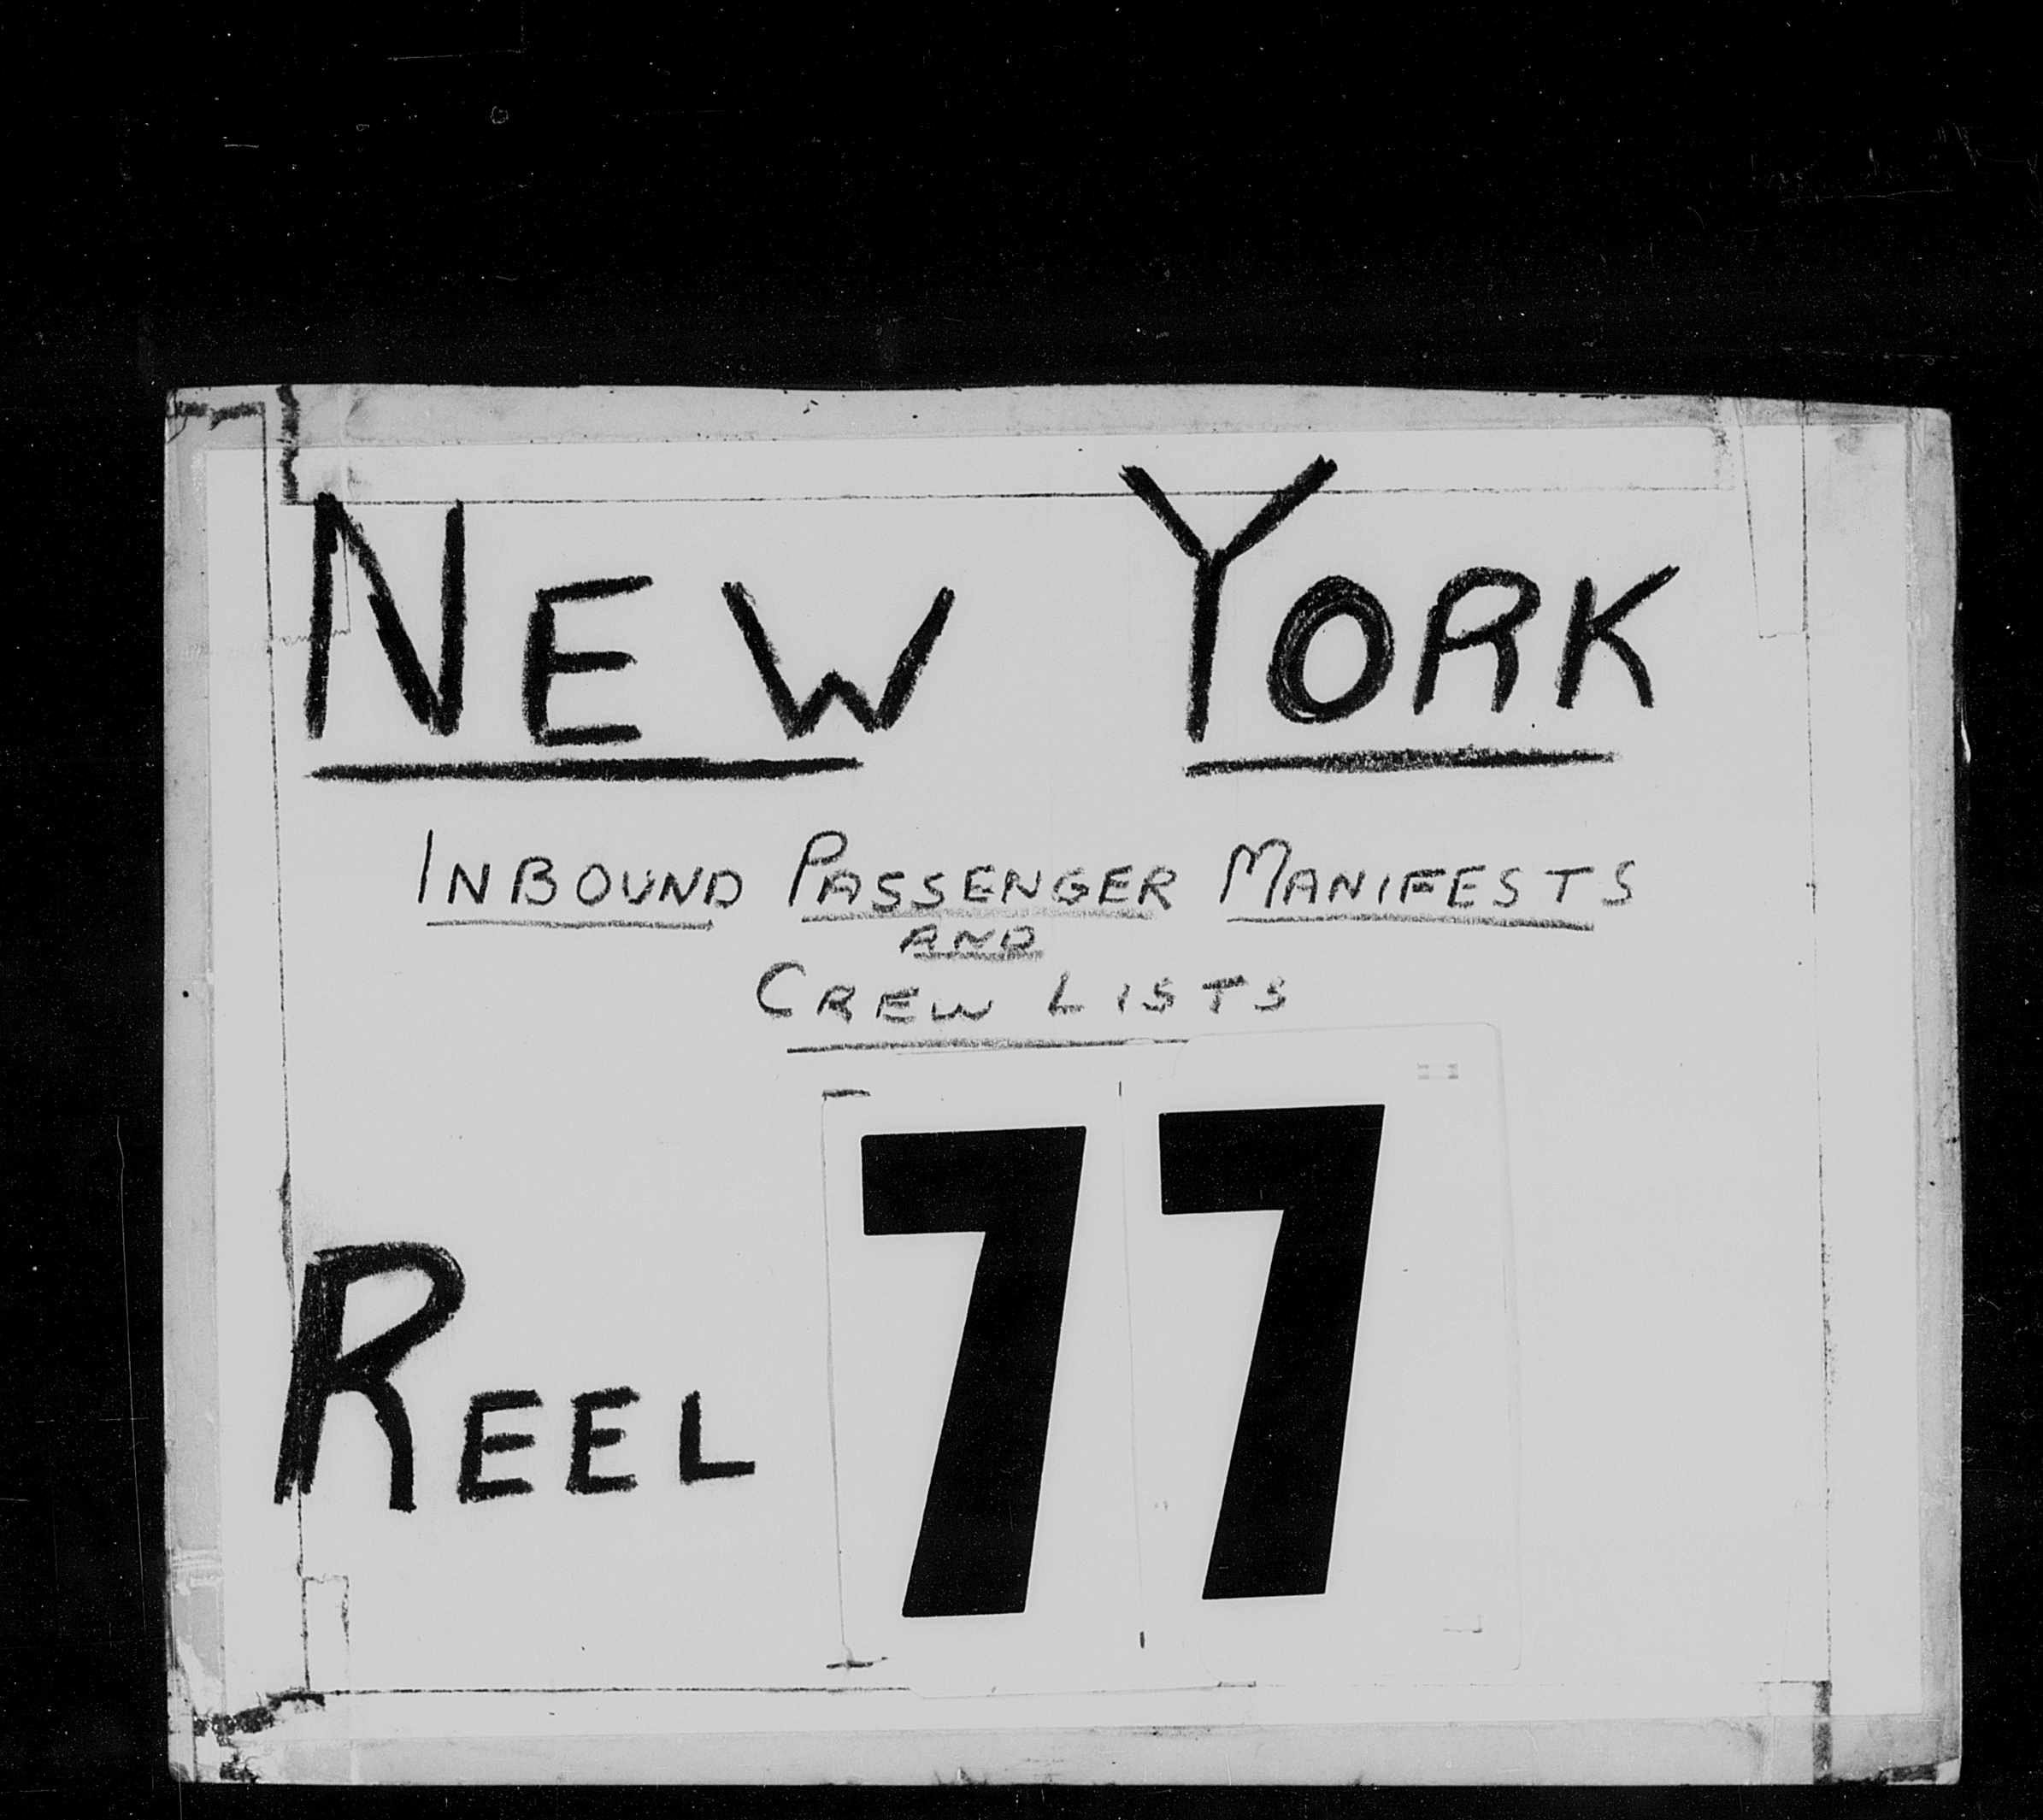 NEW YORK
INBOUND PASSENGER MANIFESTS
AND
CREW LISTS
REEL 77